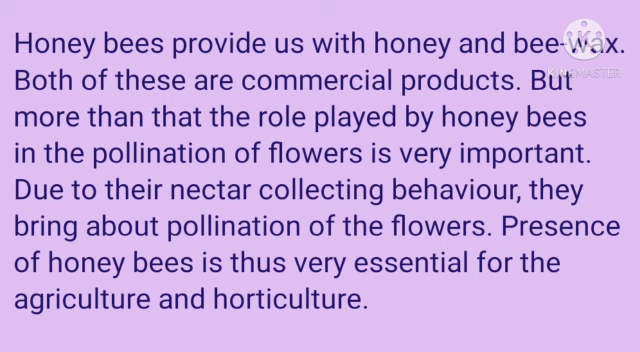 Honey bees provide us with honey and bee-wax.
Both of these are commercial products. But
more than that the role played by honey bees
in the pollination of flowers is very important.
Due to their nectar collecting behaviour, they
bring about pollination of the flowers. Presence
of honey bees is thus very essential for the
agriculture and horticulture.
KINEMASTER